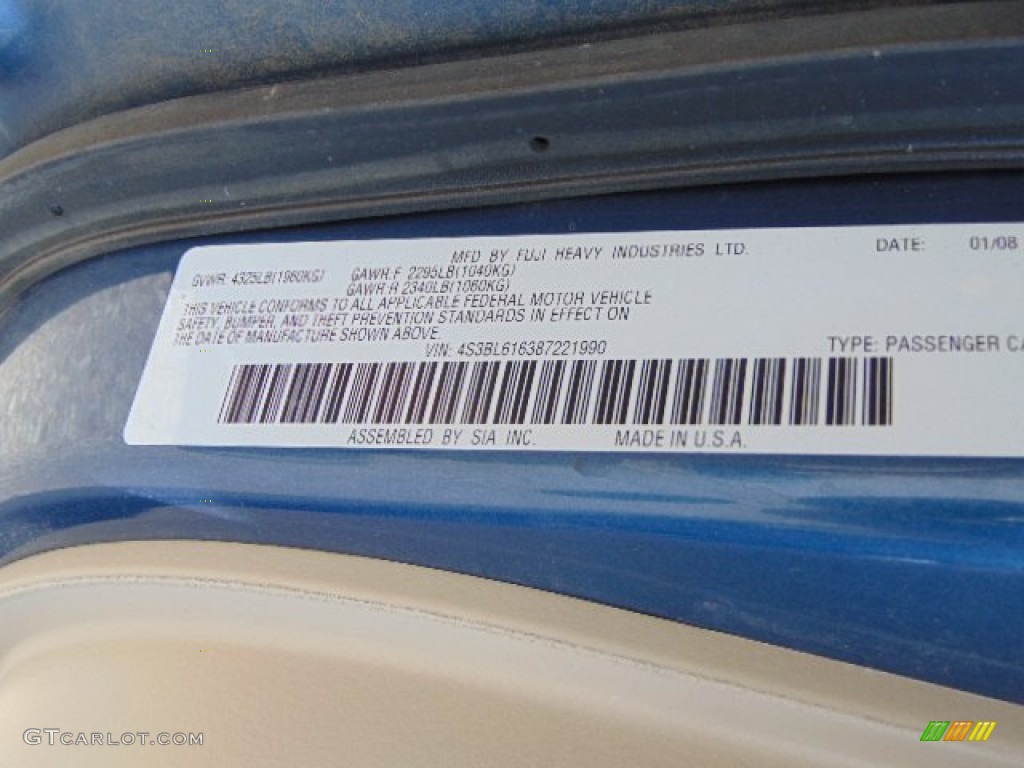 MFD BY FUJI HEAVY INDUSTRIES LTD. DATE: 01/08
GVWR: 4325LB(1960KG) GAWR:F 2295LB(1040KG)
GAWR:R 2340LB(1060KG)
THIS VEHICLE CONFORMS TO ALL APPLICABLE FEDERAL MOTOR VEHICLE
SAFETY, BUMPER, AND THEFT PREVENTION STANDARDS IN EFFECT ON
THE DATE OF MANUFACTURE SHOWN ABOVE.
VIN: 4S3BL616387221990 TYPE: PASSENGER CA
ASSEMBLED BY SIA INC. MADE IN U.S.A.
GTCARLOT.COM